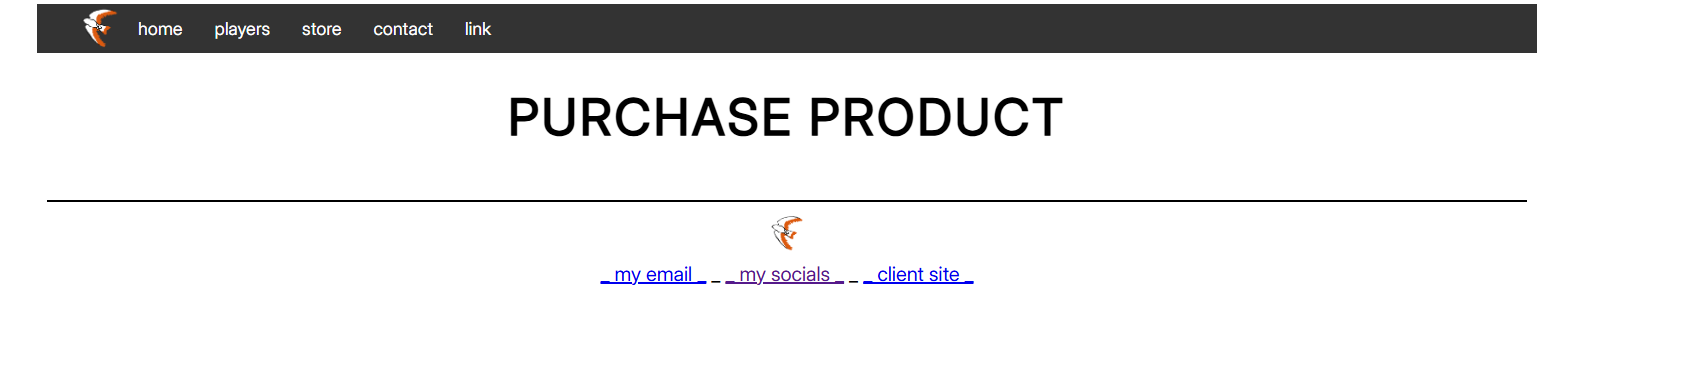 home players store contact link
PURCHASE PRODUCT
_ my email _ _ _ my socials _ _ _ client site _